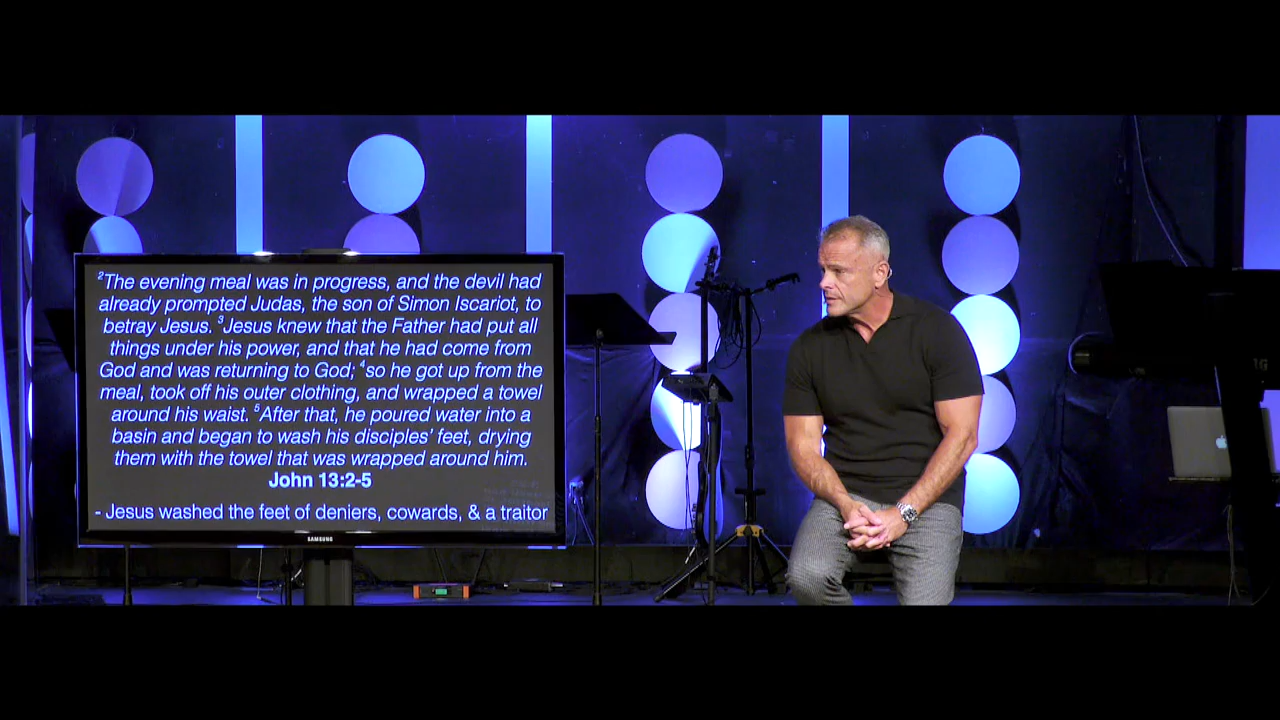 ²The evening meal was in progress, and the devil had
already prompted Judas, the son of Simon Iscariot, to
betray Jesus. ³Jesus knew that the Father had put all
things under his power, and that he had come from
God and was returning to God; ⁴so he got up from the
meal, took off his outer clothing, and wrapped a towel
around his waist. ⁵After that, he poured water into a
basin and began to wash his disciples' feet, drying
them with the towel that was wrapped around him.
John 13:2-5
- Jesus washed the feet of deniers, cowards, & a traitor
SAMSUNG